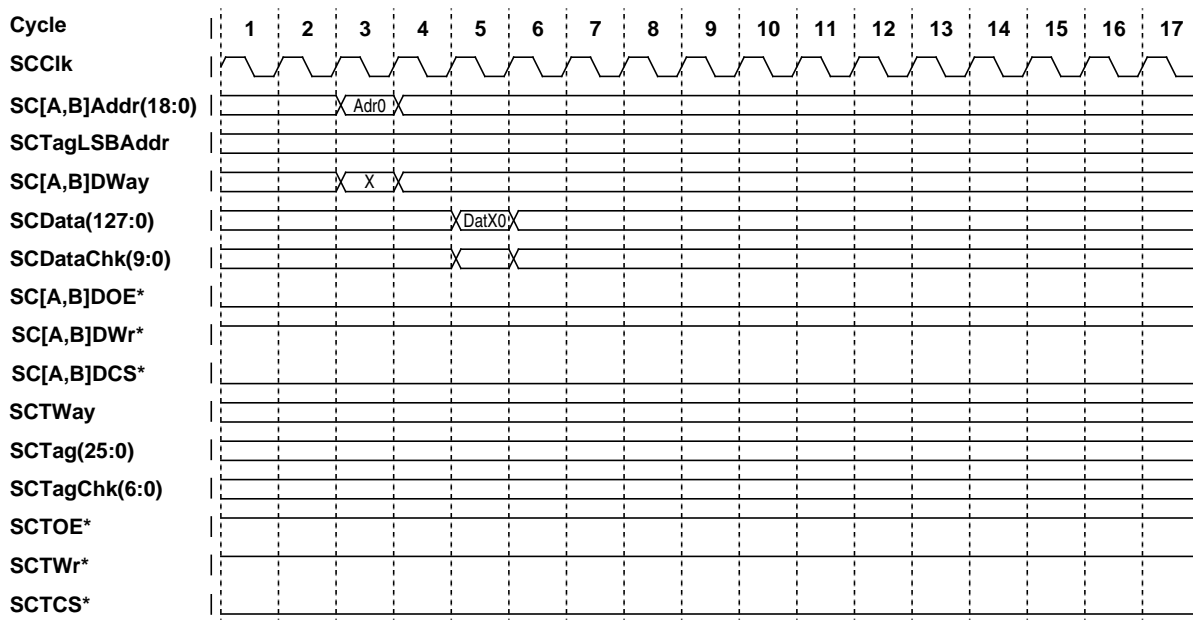 Cycle 1 2 3 4 5 6 7 8 9 10 11 12 13 14 15 16 17
SCClk
SC[A,B]Addr(18:0) Adr0
SCTagLSBAddr
SC[A,B]DWay X
SCData(127:0) DatX0
SCDataChk(9:0)
SC[A,B]DOE*
SC[A,B]DWr*
SC[A,B]DCS*
SCTWay
SCTag(25:0)
SCTagChk(6:0)
SCTOE*
SCTWr*
SCTCS*